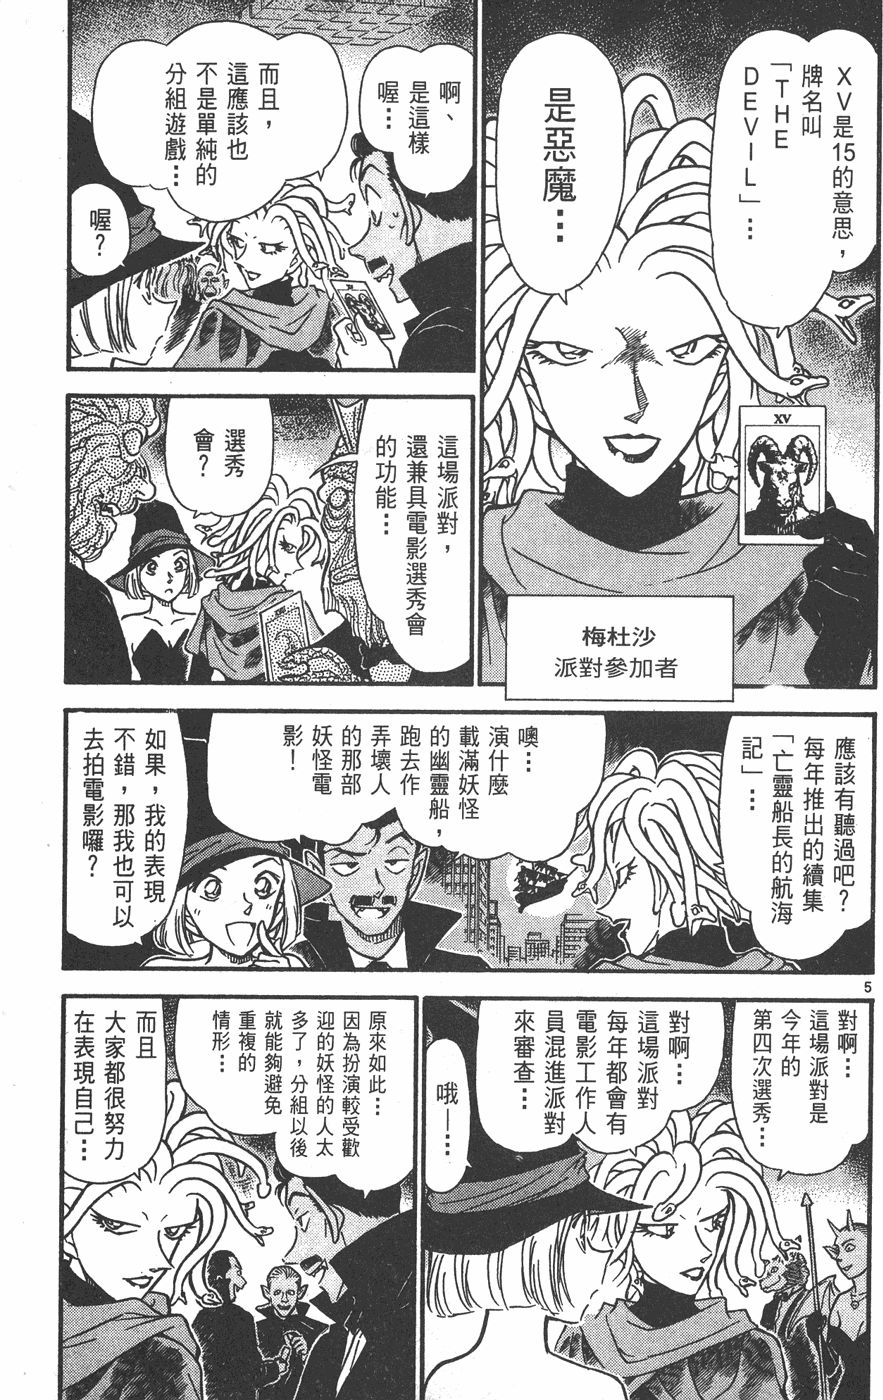 XV是15的意思，
牌名叫
「THE
DEVIL」…
是惡魔…
XV
梅杜沙
派對參加者
啊、
是這樣
喔…
而且，
這應該也
不是單純的
分組遊戲…
喔？
這場派對，
還兼具電影選秀會
的功能…
選秀
會？
應該有聽過吧？
每年推出的續集
「亡靈船長的航海
記」…
噢…
演什麼
載滿妖怪
的幽靈船，
跑去作
弄壞人
的那部
妖怪電
影！
如果，我的表現
不錯，那我也可以
去拍電影囉？
5
對啊…
這場派對是
今年的
第四次選秀…
對啊…
這場派對
每年都會有
電影工作人
員混進派對
來審查…
哦—…
原來如此…
因為扮演較受歡
迎的妖怪的人太
多了，分組以後
就能夠避免
重複的
情形…
而且
大家都很努力
在表現自己…